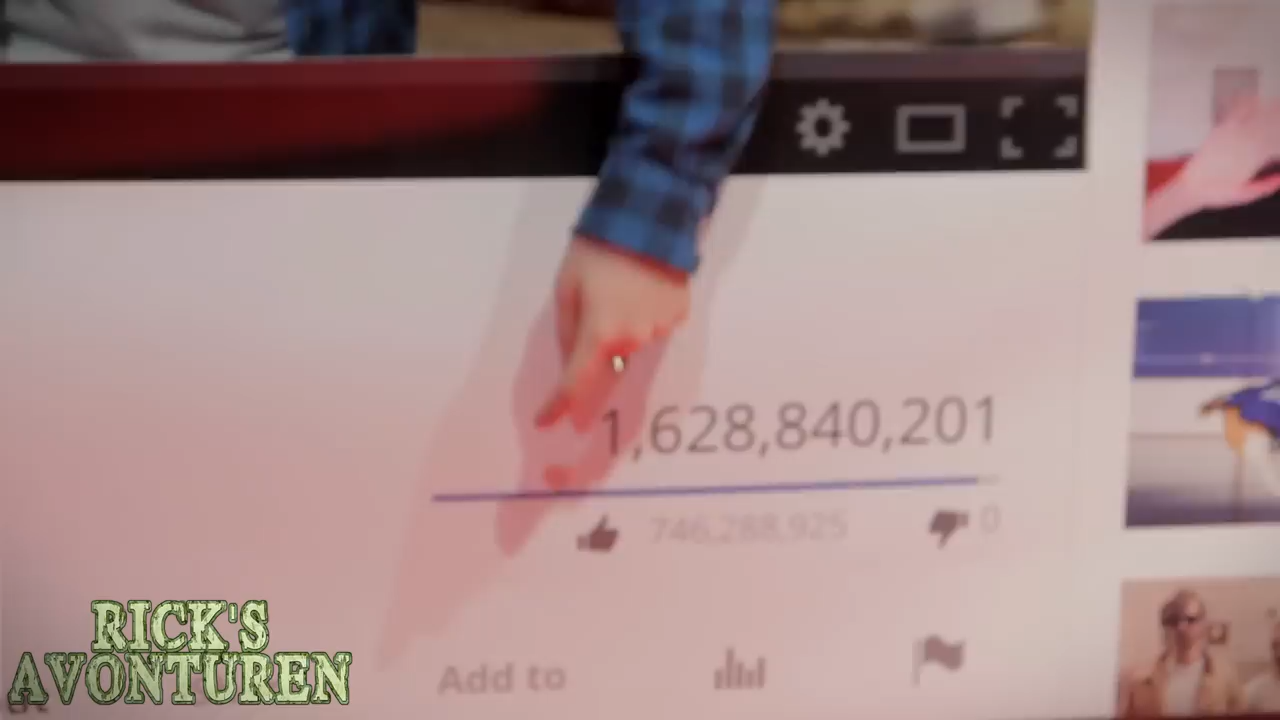 1,628,840,201
746,288,925 0
Add to
RICK'S
AVONTUREN